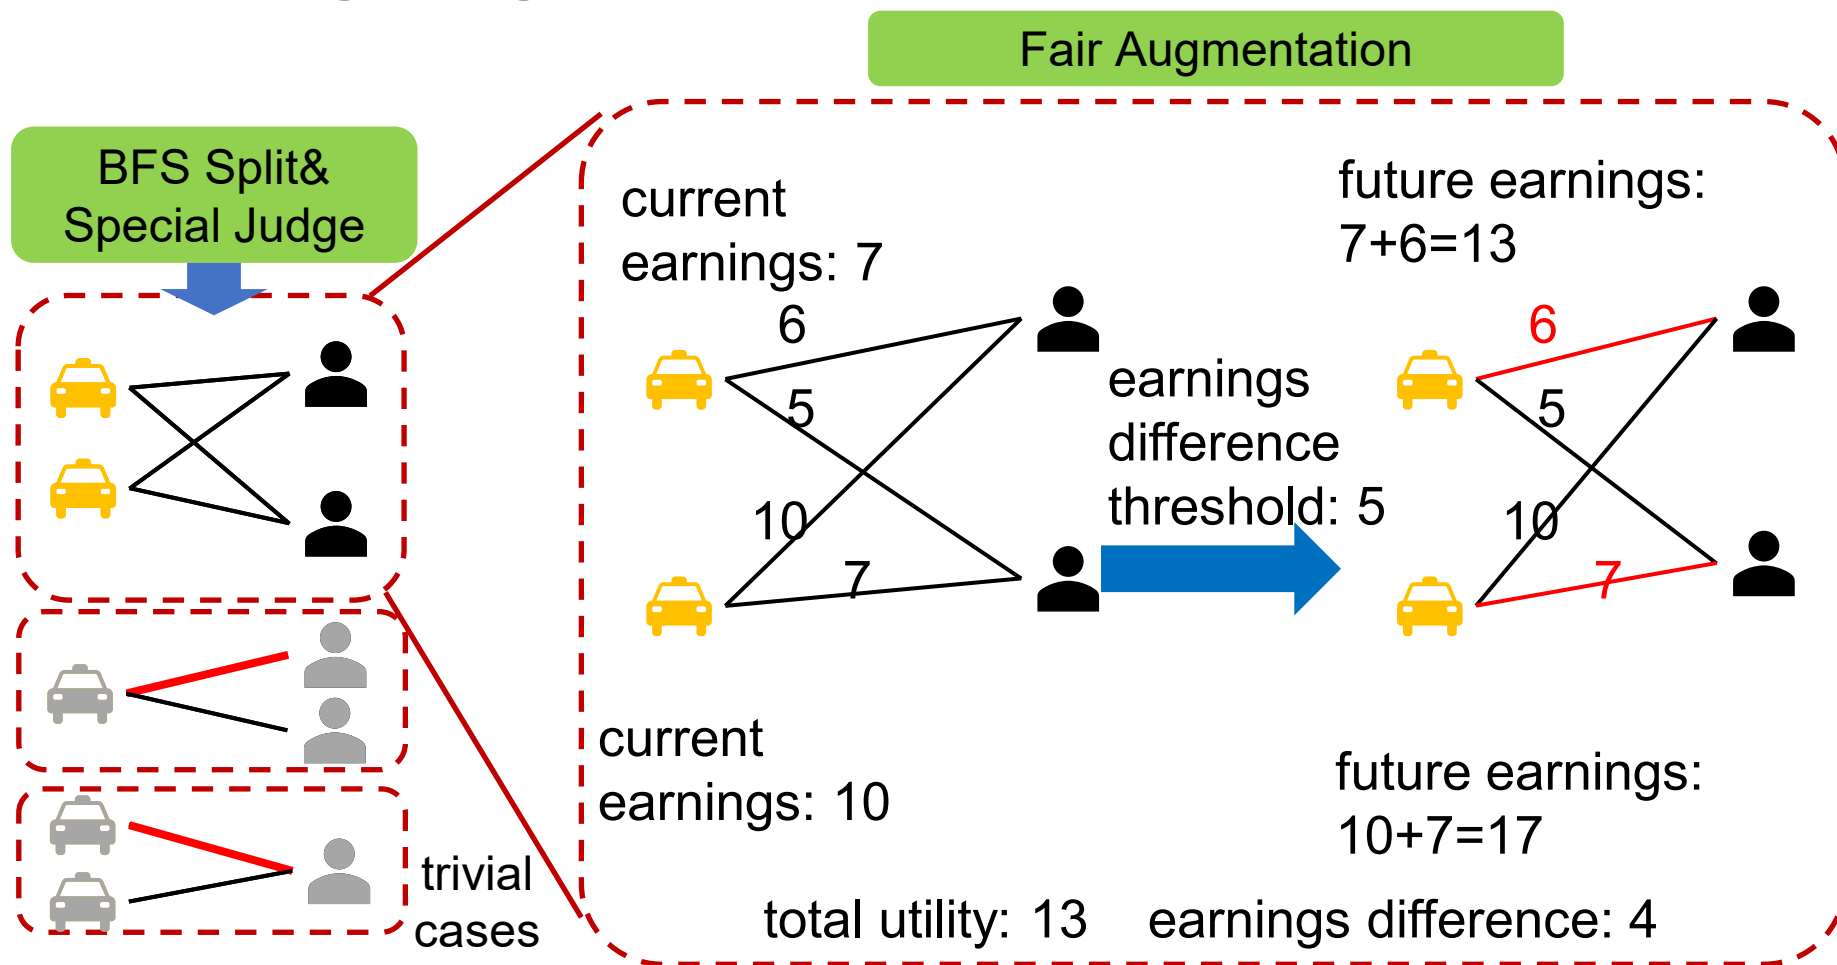 Fair Augmentation
BFS Split&
Special Judge
current
earnings: 7
future earnings:
7+6=13
6
5
10
7
earnings
difference
threshold: 5
6
5
10
7
current
earnings: 10
future earnings:
10+7=17
trivial
cases
total utility: 13
earnings difference: 4